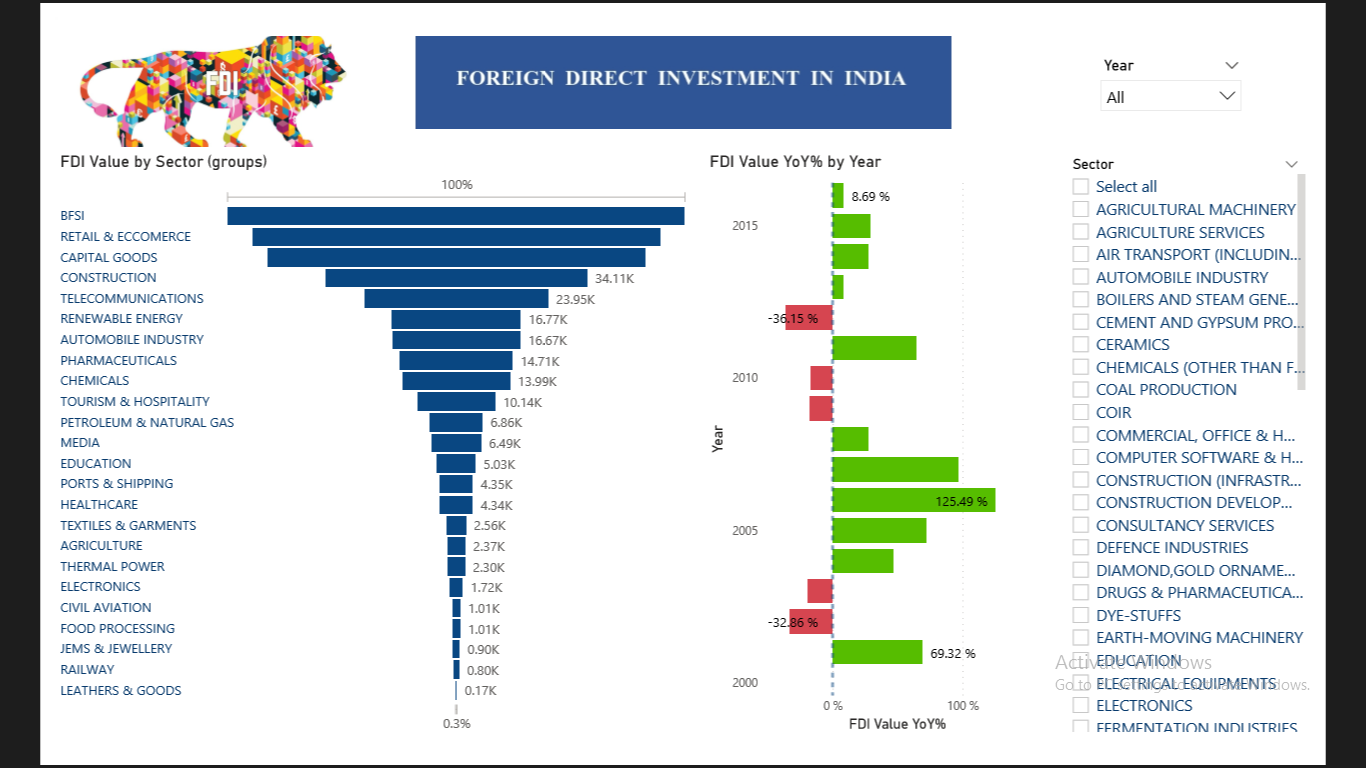 FDI
FOREIGN DIRECT INVESTMENT IN INDIA
Year
All
FDI Value by Sector (groups)
100%
BFSI
RETAIL & ECCOMERCE
CAPITAL GOODS
CONSTRUCTION 34.11K
TELECOMMUNICATIONS 23.95K
RENEWABLE ENERGY 16.77K
AUTOMOBILE INDUSTRY 16.67K
PHARMACEUTICALS 14.71K
CHEMICALS 13.99K
TOURISM & HOSPITALITY 10.14K
PETROLEUM & NATURAL GAS 6.86K
MEDIA 6.49K
EDUCATION 5.03K
PORTS & SHIPPING 4.35K
HEALTHCARE 4.34K
TEXTILES & GARMENTS 2.56K
AGRICULTURE 2.37K
THERMAL POWER 2.30K
ELECTRONICS 1.72K
CIVIL AVIATION 1.01K
FOOD PROCESSING 1.01K
JEMS & JEWELLERY 0.90K
RAILWAY 0.80K
LEATHERS & GOODS 0.17K
0.3%
FDI Value YoY% by Year
8.69 %
2015
-36.15 %
2010
Year
125.49 %
2005
-32.86 %
69.32 %
2000
0 % 100 %
FDI Value YoY%
Sector
Select all
AGRICULTURAL MACHINERY
AGRICULTURE SERVICES
AIR TRANSPORT (INCLUDIN...
AUTOMOBILE INDUSTRY
BOILERS AND STEAM GENE...
CEMENT AND GYPSUM PRO...
CERAMICS
CHEMICALS (OTHER THAN F...
COAL PRODUCTION
COIR
COMMERCIAL, OFFICE & H...
COMPUTER SOFTWARE & H...
CONSTRUCTION (INFRASTR...
CONSTRUCTION DEVELOP...
CONSULTANCY SERVICES
DEFENCE INDUSTRIES
DIAMOND,GOLD ORNAME...
DRUGS & PHARMACEUTICA...
DYE-STUFFS
EARTH-MOVING MACHINERY
EDUCATION
ELECTRICAL EQUIPMENTS
ELECTRONICS
FERMENTATION INDUSTRIES
Activate Windows
Go to PC settings to activate Windows.